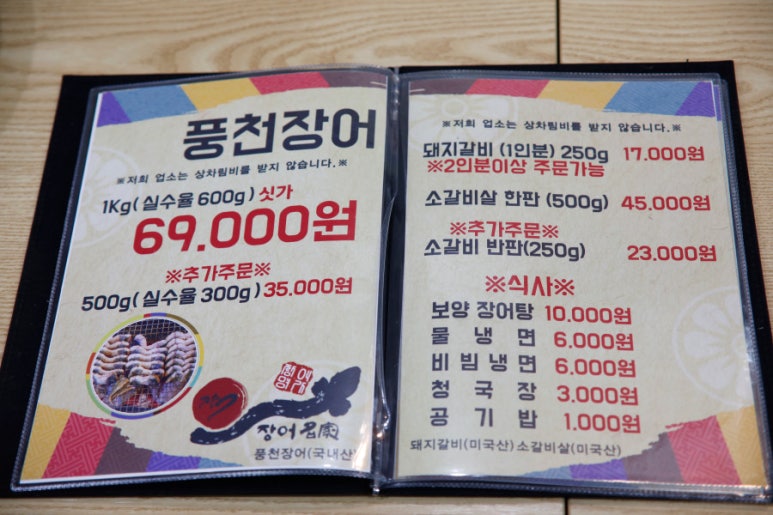 풍천장어
※저희 업소는 상차림비를 받지 않습니다.※
1Kg(실수율 600g) 싯가
69.000원
※추가주문※
500g(실수율 300g) 35.000원
장어名家
풍천장어(국내산)
※저희 업소는 상차림비를 받지 않습니다.※
돼지갈비 (1인분) 250g 17.000원
※2인분이상 주문가능
소갈비살 한판 (500g) 45.000원
※추가주문※
소갈비 반판(250g) 23.000원
※식사※
보양 장어탕 10.000원
물냉면 6.000원
비빔냉면 6.000원
청국장 3.000원
공기밥 1.000원
돼지갈비(미국산) 소갈비살(미국산)